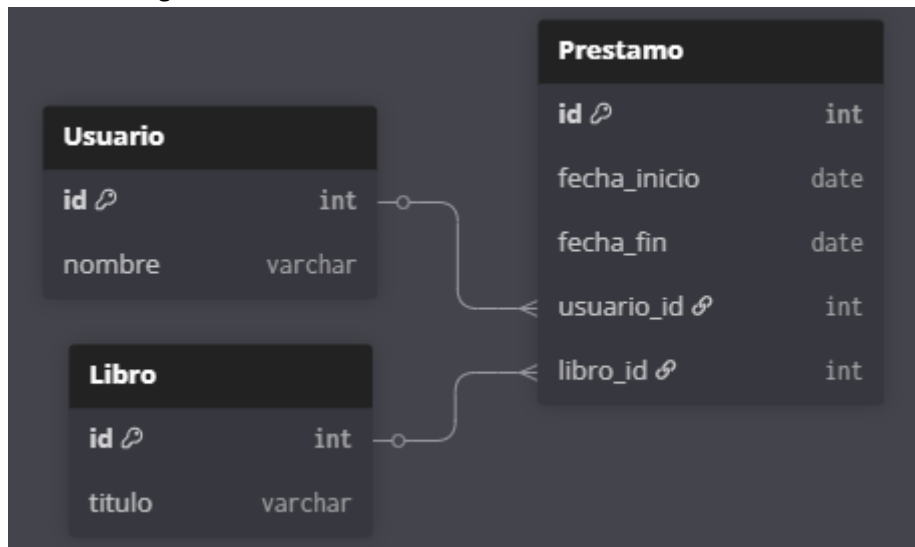 Usuario
id int
nombre varchar
Libro
id int
titulo varchar
Prestamo
id int
fecha_inicio date
fecha_fin date
usuario_id int
libro_id int